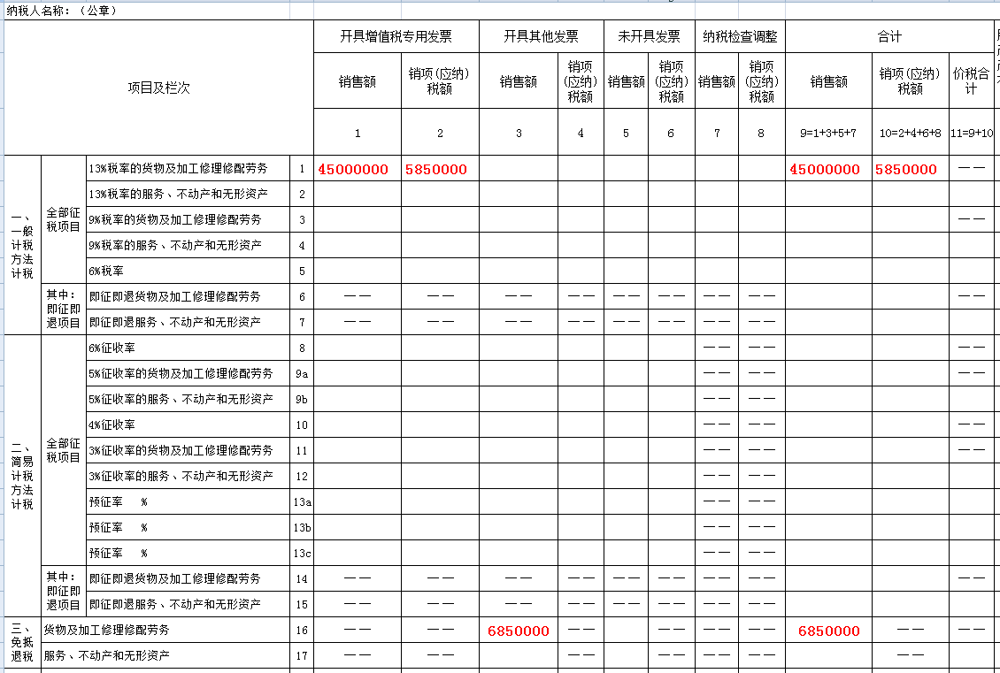 纳税人名称：（公章）
项目及栏次 开具增值税专用发票 开具其他发票 未开具发票 纳税检查调整 合计
销售额 销项(应纳)税额 销售额 销项(应纳)税额 销售额 销项(应纳)税额 销售额 销项(应纳)税额 销售额 销项(应纳)税额 价税合计
1 2 3 4 5 6 7 8 9=1+3+5+7 10=2+4+6+8 11=9+10
一、一般计税方法计税
全部征税项目
13%税率的货物及加工修理修配劳务 1 45000000 5850000 45000000 5850000 ——
13%税率的服务、不动产和无形资产 2
9%税率的货物及加工修理修配劳务 3 ——
9%税率的服务、不动产和无形资产 4
6%税率 5
其中：即征即退项目
即征即退货物及加工修理修配劳务 6 —— —— —— —— —— —— —— —— ——
即征即退服务、不动产和无形资产 7 —— —— —— —— —— —— —— ——
二、简易计税方法计税
全部征税项目
6%征收率 8 —— —— ——
5%征收率的货物及加工修理修配劳务 9a —— —— ——
5%征收率的服务、不动产和无形资产 9b —— ——
4%征收率 10 —— —— ——
3%征收率的货物及加工修理修配劳务 11 —— —— ——
3%征收率的服务、不动产和无形资产 12 —— ——
预征率 % 13a —— ——
预征率 % 13b —— ——
预征率 % 13c —— ——
其中：即征即退项目
即征即退货物及加工修理修配劳务 14 —— —— —— —— —— —— —— —— ——
即征即退服务、不动产和无形资产 15 —— —— —— —— —— —— —— ——
三、免抵退税
货物及加工修理修配劳务 16 —— —— 6850000 —— —— —— —— 6850000 —— ——
服务、不动产和无形资产 17 —— —— —— —— —— —— ——